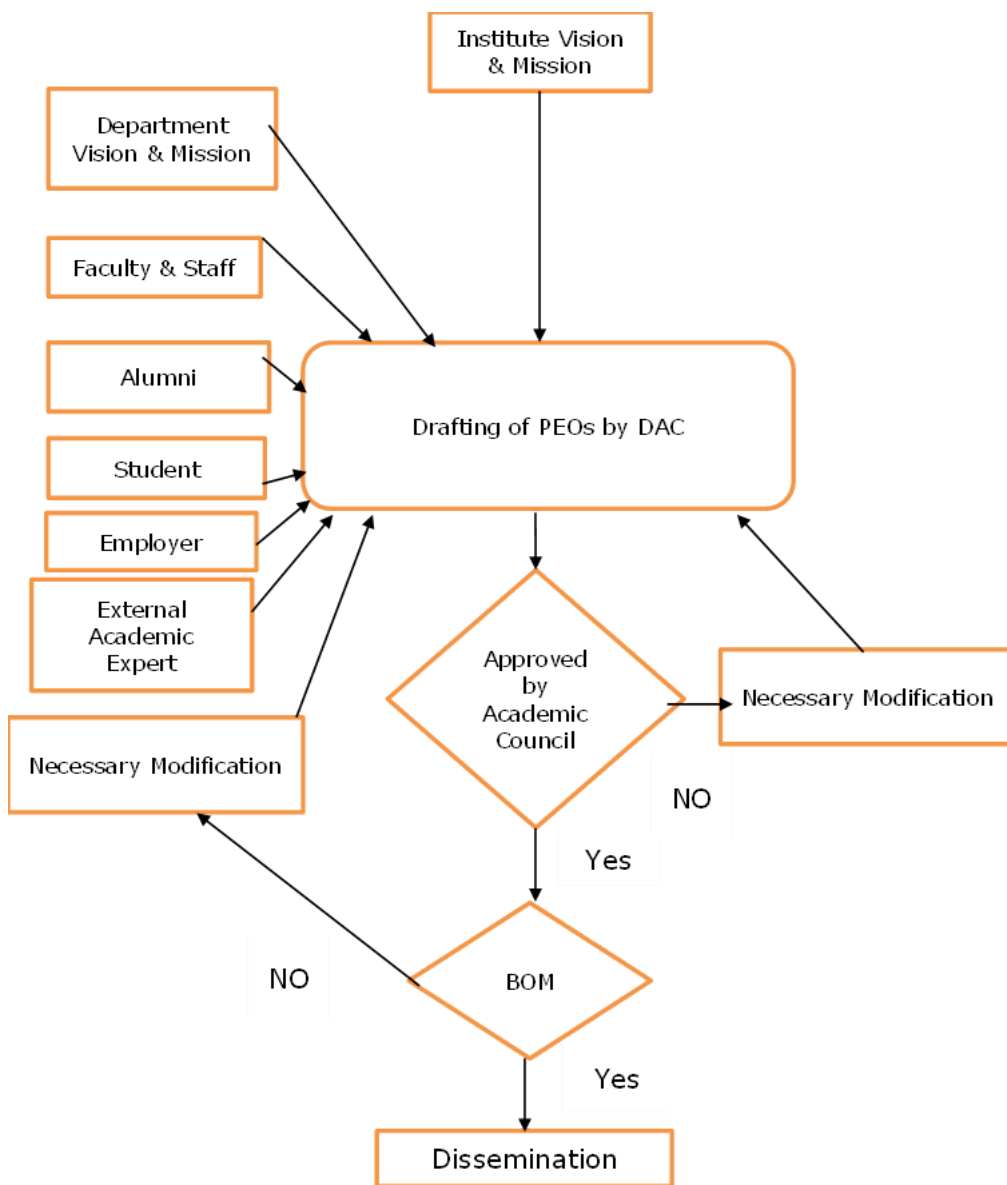 Institute Vision
& Mission
Department
Vision & Mission
Faculty & Staff
Alumni
Drafting of PEOs by DAC
Student
Employer
External
Academic
Expert
Approved
by
Academic
Council
Necessary Modification
Necessary Modification
NO
Yes
NO
BOM
Yes
Dissemination